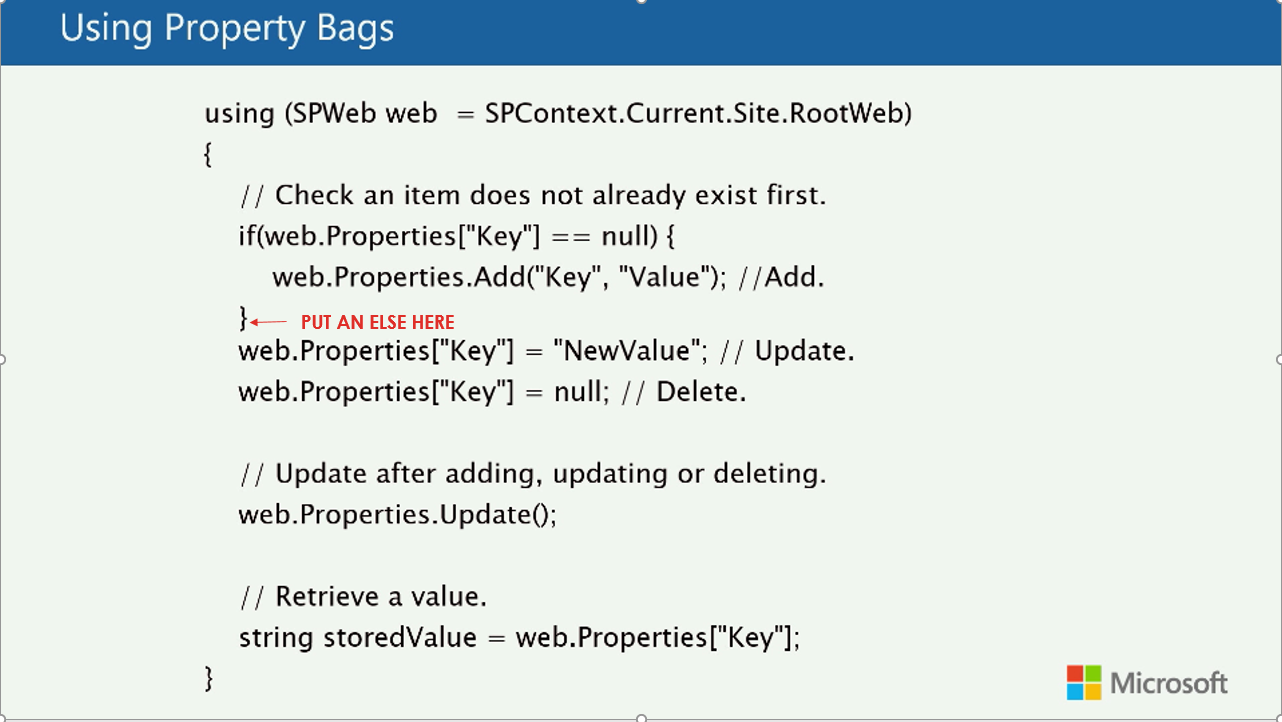 Using Property Bags
using (SPWeb web = SPContext.Current.Site.RootWeb)
{
// Check an item does not already exist first.
if(web.Properties["Key"] == null) {
web.Properties.Add("Key", "Value"); //Add.
} PUT AN ELSE HERE
web.Properties["Key"] = "NewValue"; // Update.
web.Properties["Key"] = null; // Delete.
// Update after adding, updating or deleting.
web.Properties.Update();
// Retrieve a value.
string storedValue = web.Properties["Key"];
}
Microsoft